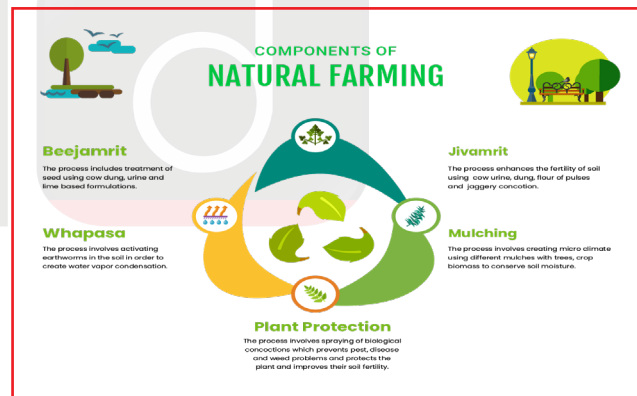 COMPONENTS OF
NATURAL FARMING
Beejamrit
The process includes treatment of
seed using cow dung, urine and
lime based formulations.
Jivamrit
The process enhances the fertility of soil
using cow urine, dung, flour of pulses
and jaggery concotion.
Whapasa
The process involves activating
earthworms in the soil in order to
create water vapor condensation.
Mulching
The process involves creating micro climate
using different mulches with trees, crop
biomass to conserve soil moisture.
Plant Protection
The process involves spraying of biological
concoctions which prevents pest, disease
and weed problems and protects the
plant and improves their soil fertility.